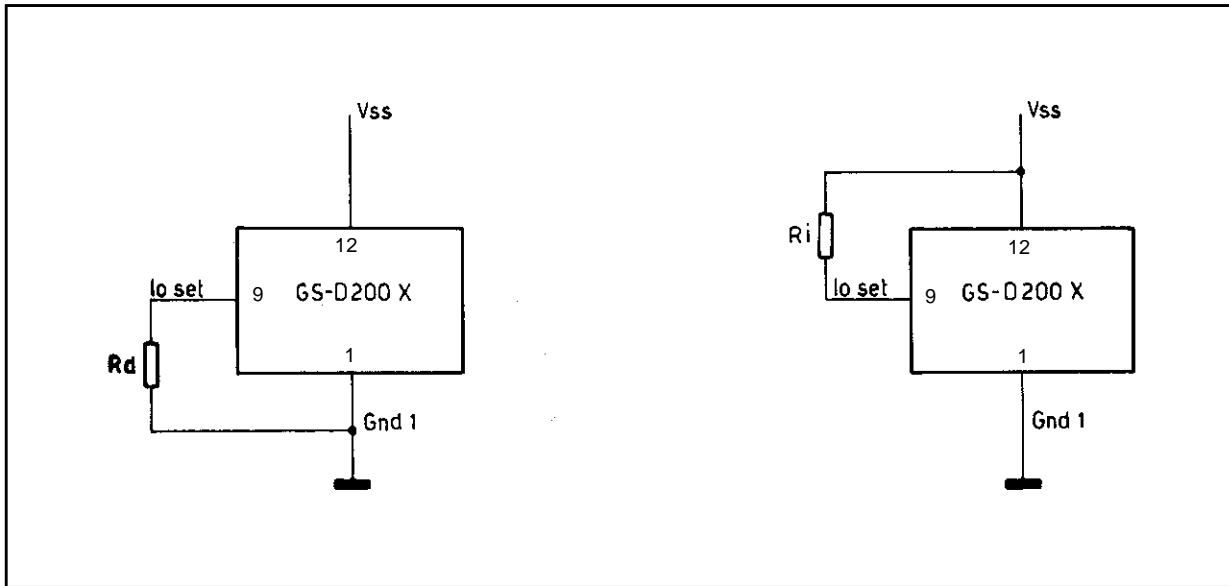 Vss
12
Io set
9
GS-D200 X
Rd
1
Gnd 1
Vss
Ri
12
Io set
9
GS-D200 X
1
Gnd 1